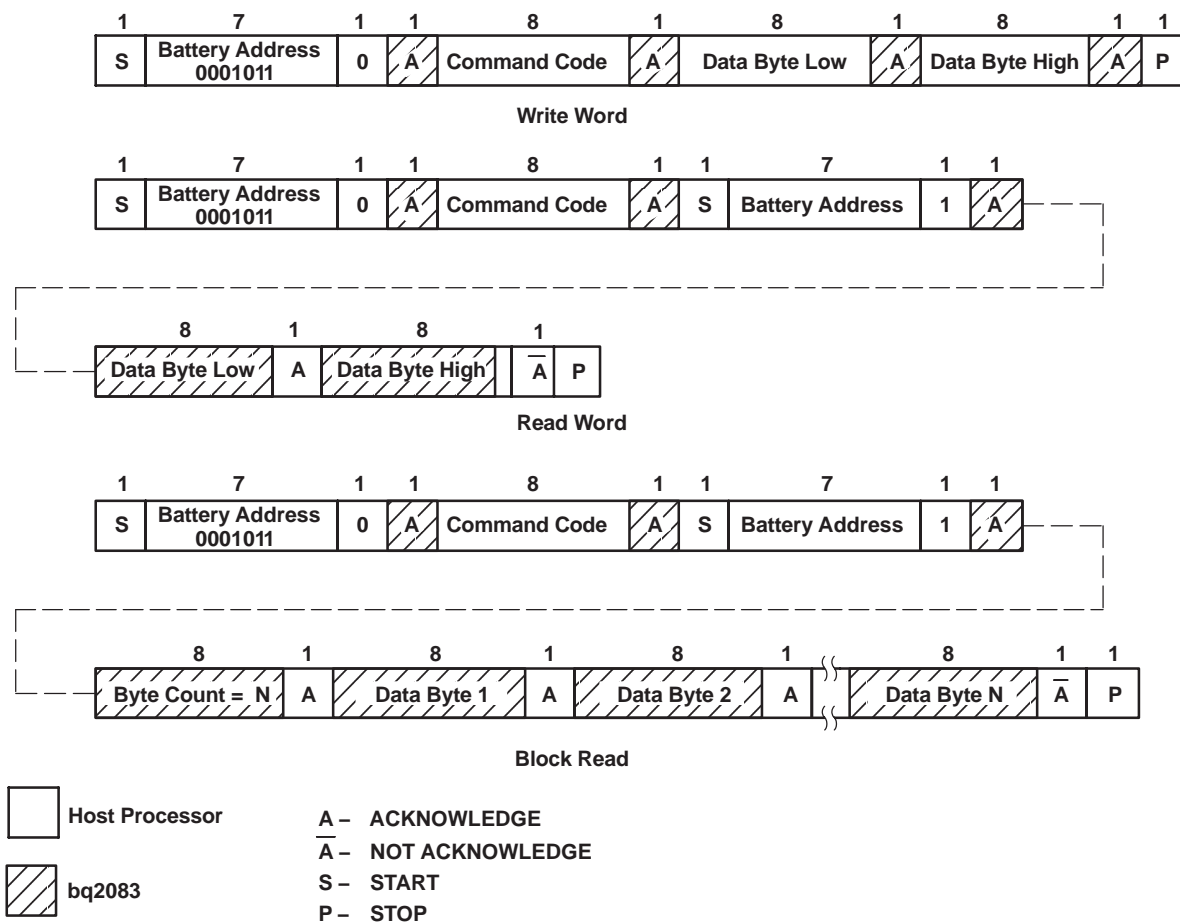 1 7 1 1 8 1 8 1 8 1 1
S Battery Address 0 A Command Code A Data Byte Low A Data Byte High A P
0001011
Write Word
1 7 1 1 8 1 1 7 1 1
S Battery Address 0 A Command Code A S Battery Address 1 A
0001011
8 1 8 1
Data Byte Low A Data Byte High A̅ P
Read Word
1 7 1 1 8 1 1 7 1 1
S Battery Address 0 A Command Code A S Battery Address 1 A
0001011
8 1 8 1 8 1 8 1 1
Byte Count = N A Data Byte 1 A Data Byte 2 A Data Byte N A̅ P
Block Read
Host Processor
bq2083
A – ACKNOWLEDGE
A̅ – NOT ACKNOWLEDGE
S – START
P – STOP